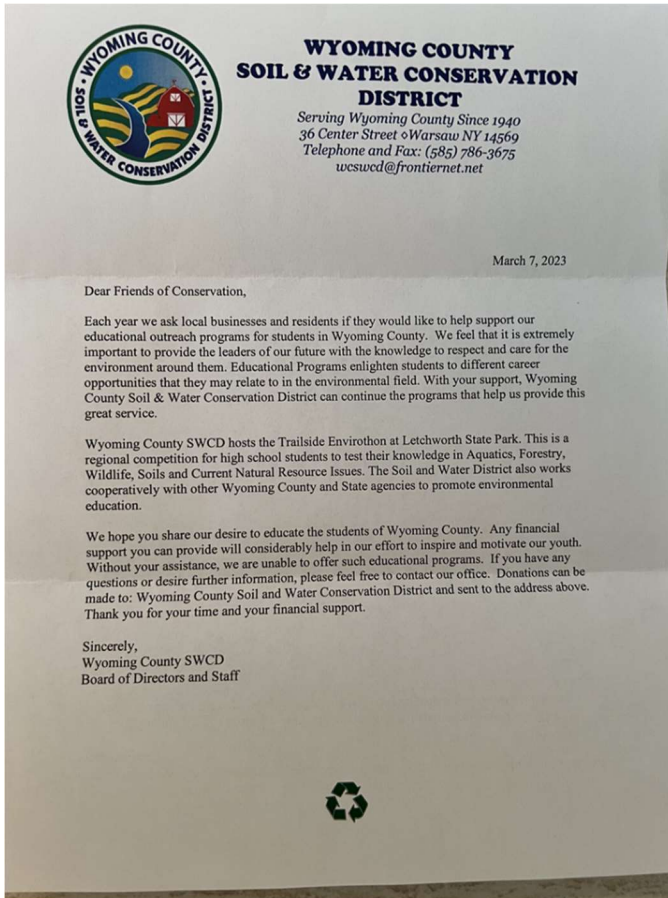 WYOMING COUNTY
SOIL & WATER CONSERVATION DISTRICT
WYOMING COUNTY
SOIL & WATER CONSERVATION
DISTRICT
Serving Wyoming County Since 1940
36 Center Street ⋄Warsaw NY 14569
Telephone and Fax: (585) 786-3675
wcswcd@frontiernet.net
March 7, 2023
Dear Friends of Conservation,
Each year we ask local businesses and residents if they would like to help support our
educational outreach programs for students in Wyoming County. We feel that it is extremely
important to provide the leaders of our future with the knowledge to respect and care for the
environment around them. Educational Programs enlighten students to different career
opportunities that they may relate to in the environmental field. With your support, Wyoming
County Soil & Water Conservation District can continue the programs that help us provide this
great service.
Wyoming County SWCD hosts the Trailside Envirothon at Letchworth State Park. This is a
regional competition for high school students to test their knowledge in Aquatics, Forestry,
Wildlife, Soils and Current Natural Resource Issues. The Soil and Water District also works
cooperatively with other Wyoming County and State agencies to promote environmental
education.
We hope you share our desire to educate the students of Wyoming County. Any financial
support you can provide will considerably help in our effort to inspire and motivate our youth.
Without your assistance, we are unable to offer such educational programs. If you have any
questions or desire further information, please feel free to contact our office. Donations can be
made to: Wyoming County Soil and Water Conservation District and sent to the address above.
Thank you for your time and your financial support.
Sincerely,
Wyoming County SWCD
Board of Directors and Staff